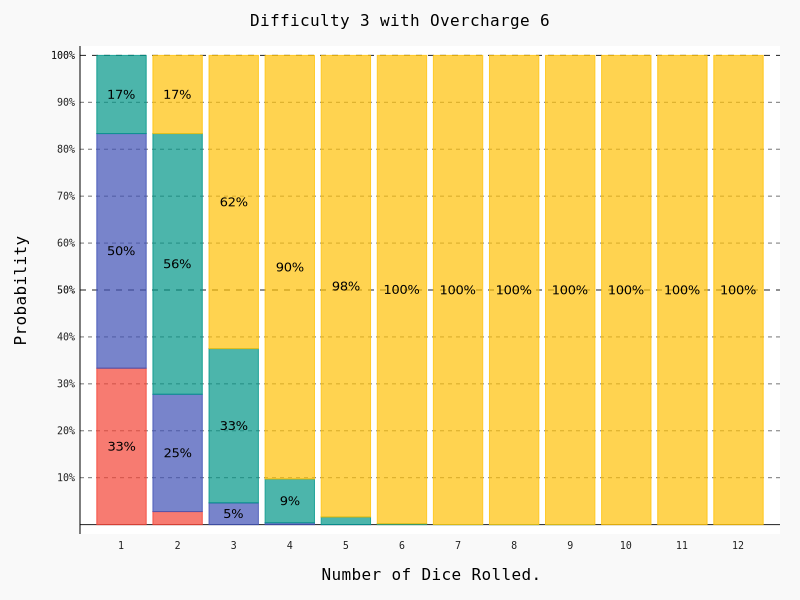 Difficulty 3 with Overcharge 6
100%
90%
80%
70%
60%
50%
40%
30%
20%
10%
Probability
17% 17%
62%
50% 56% 90%
98% 100% 100% 100% 100% 100% 100% 100%
33% 25% 33%
5% 9%
1 2 3 4 5 6 7 8 9 10 11 12
Number of Dice Rolled.